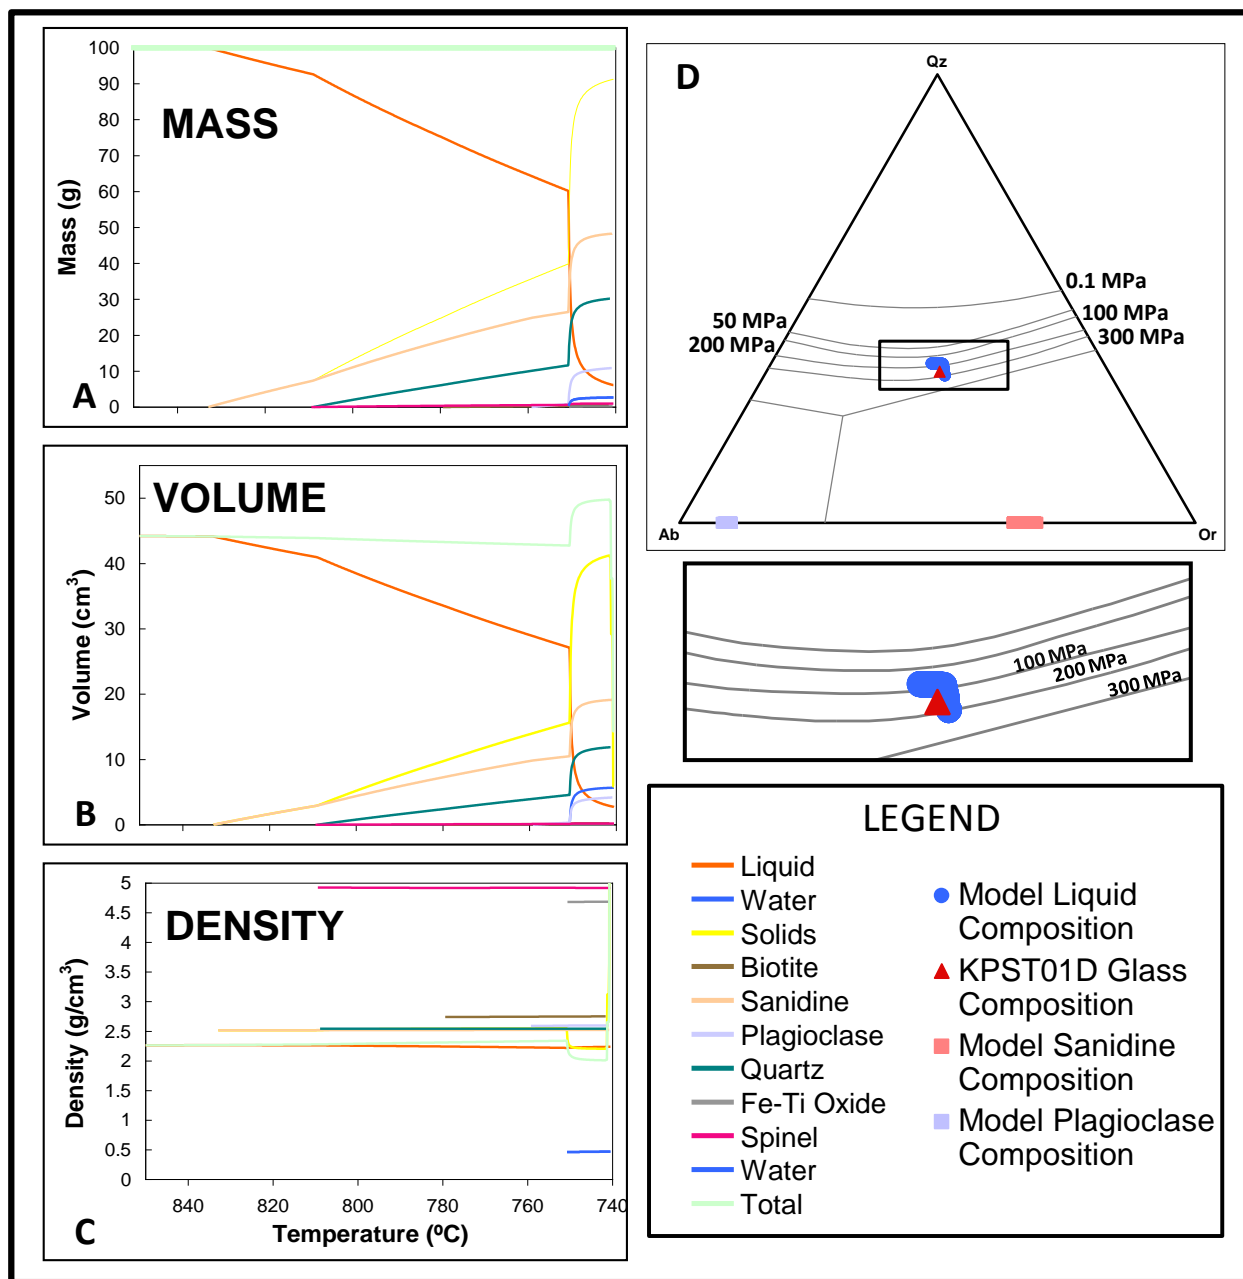 100
90
80
70
60
50
40
30
20
10
0
Mass (g)
MASS
A
50
40
30
20
10
0
Volume (cm³)
VOLUME
B
5
4.5
4
3.5
3
2.5
2
1.5
1
0.5
0
Density (g/cm³)
DENSITY
C
840
820
800
780
760
740
Temperature (ºC)
D
Qz
0.1 MPa
50 MPa
100 MPa
200 MPa
300 MPa
Ab
Or
100 MPa
200 MPa
300 MPa
LEGEND
Liquid
Water
Solids
Biotite
Sanidine
Plagioclase
Quartz
Fe-Ti Oxide
Spinel
Water
Total
Model Liquid
Composition
KPST01D Glass
Composition
Model Sanidine
Composition
Model Plagioclase
Composition